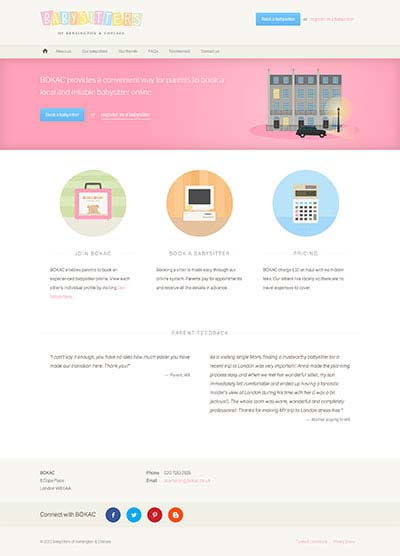 BABYSITTERS
OF KENSINGTON & CHELSEA
Book a babysitter or register as a babysitter
About us Our babysitters Our friends FAQs Testimonials Contact us
BOKAC provides a convenient way for parents to book a
local and reliable babysitter online.
Book a babysitter or register as a babysitter
JOIN BOKAC
BOKAC enables parents to book an
experienced babysitter online. View each
sitter's individual profile by visiting Our
babysitters.
BOOK A BABYSITTER
Booking a sitter is made easy through our
online system. Parents pay for appointments
and receive all the details in advance.
PRICING
BOKAC charge £12 an hour with no hidden
fees. Our sitters live locally so there are no
travel expenses to cover.
PARENT FEEDBACK
"I can't say it enough, you have no idea how much easier you have
made our transition here. Thank you!"
— Parent, W8
"As a visiting single Mom, finding a trustworthy babysitter for a
recent trip to London was very important. Anna made the planning
process easy and when we met her wonderful sitter, my son
immediately felt comfortable and ended up having a fantastic
insider's view of London during his time with her (I was a bit
jealous!). The whole team was warm, wonderful and completely
professional. Thanks for making MY trip to London stress free."
— Mother staying in W8
BOKAC
6 Cope Place
London W8 6AA
Phone
Email
Connect with BOKAC
Babysitters of Kensington & Chelsea
Terms & conditions Privacy policy